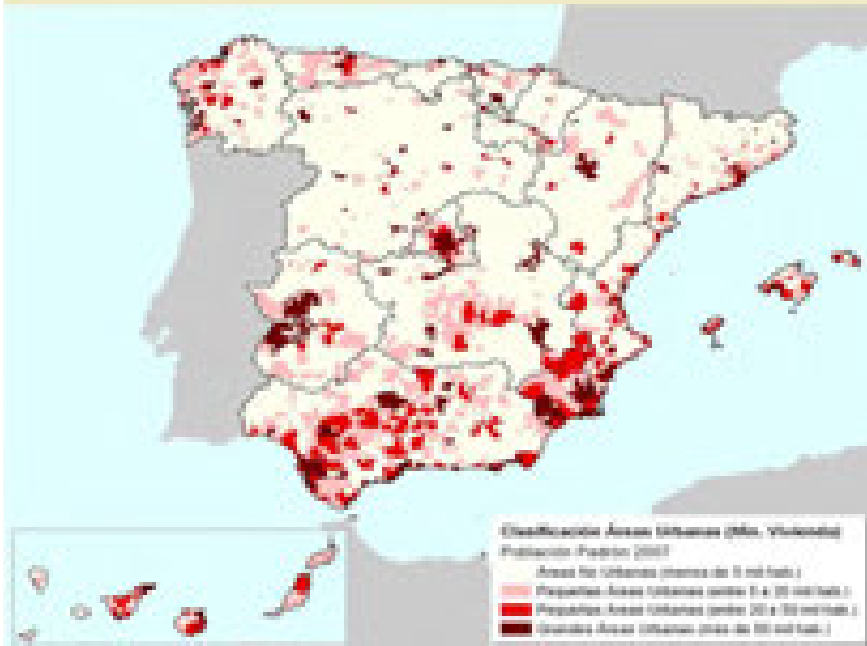 Clasificación Áreas Urbanas (Min. Vivienda)
Población Padrón 2007
Áreas No Urbanas (menos de 5 mil hab.)
Pequeñas Áreas Urbanas (entre 5 a 20 mil hab.)
Pequeñas Áreas Urbanas (entre 20 a 50 mil hab.)
Grandes Áreas Urbanas (más de 50 mil hab.)